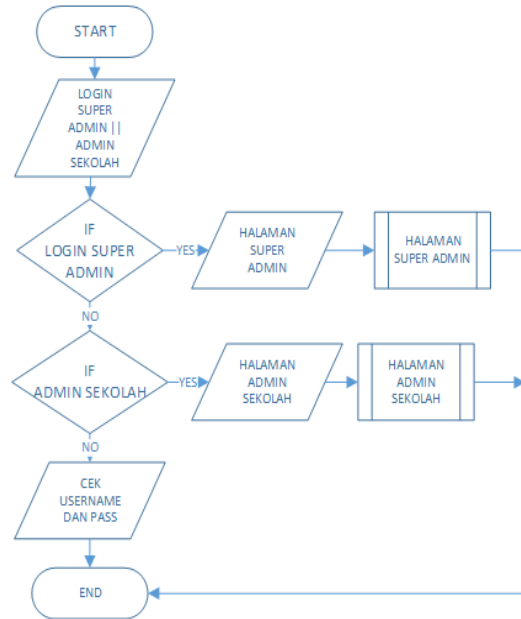 START
LOGIN
SUPER
ADMIN ||
ADMIN
SEKOLAH
IF
LOGIN SUPER
ADMIN
YES
HALAMAN
SUPER
ADMIN
HALAMAN
SUPER ADMIN
NO
IF
ADMIN SEKOLAH
YES
HALAMAN
ADMIN
SEKOLAH
HALAMAN
ADMIN
SEKOLAH
NO
CEK
USERNAME
DAN PASS
END